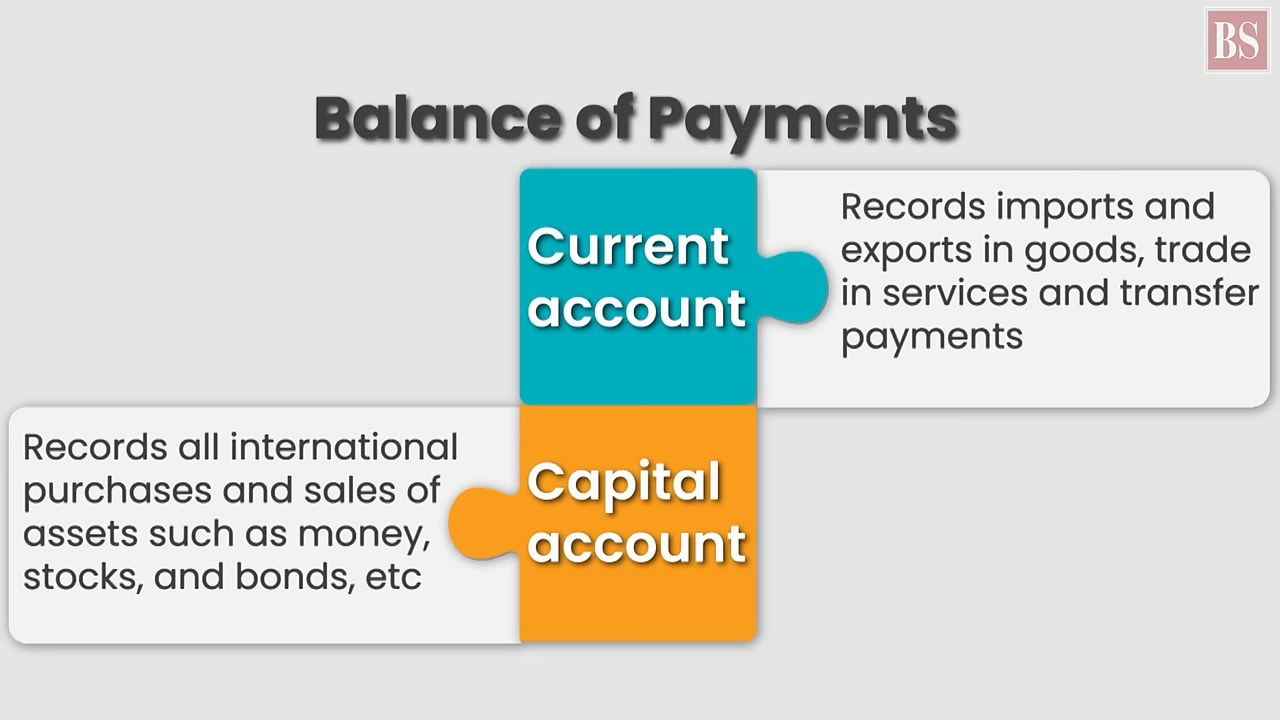 BS
Balance of Payments
Current
account
Records imports and
exports in goods, trade
in services and transfer
payments
Records all international
purchases and sales of
assets such as money,
stocks, and bonds, etc
Capital
account